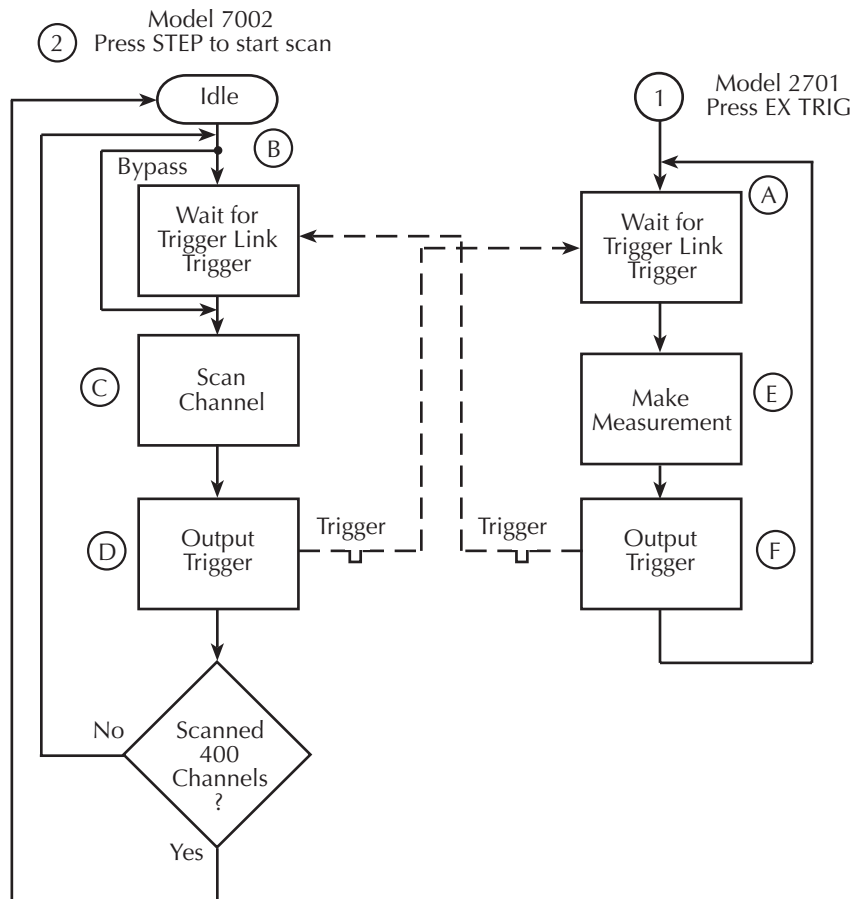 Model 7002
2 Press STEP to start scan
Idle
B
Bypass
Wait for
Trigger Link
Trigger
C
Scan
Channel
D
Output
Trigger
Trigger
No
Scanned
400
Channels
?
Yes
1
Model 2701
Press EX TRIG
A
Wait for
Trigger Link
Trigger
E
Make
Measurement
Trigger
Output
Trigger
F